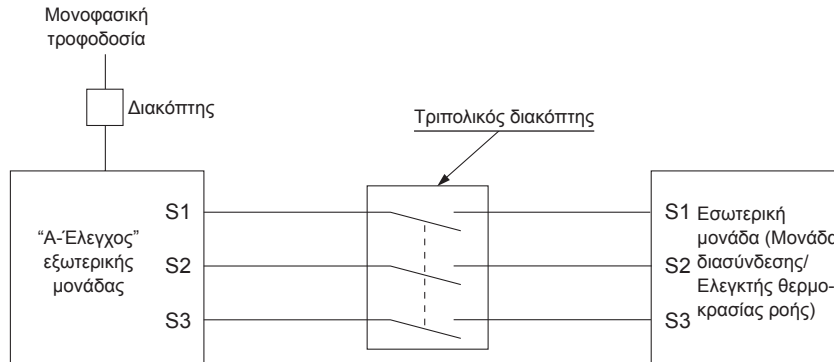 Μονοφασική
τροφοδοσία
Διακόπτης
Τριπολικός διακόπτης
"Α-Έλεγχος"
εξωτερικής
μονάδας
S1
S2
S3
S1
S2
S3
Εσωτερική
μονάδα (Μονάδα
διασύνδεσης/
Ελεγκτής θερμο-
κρασίας ροής)